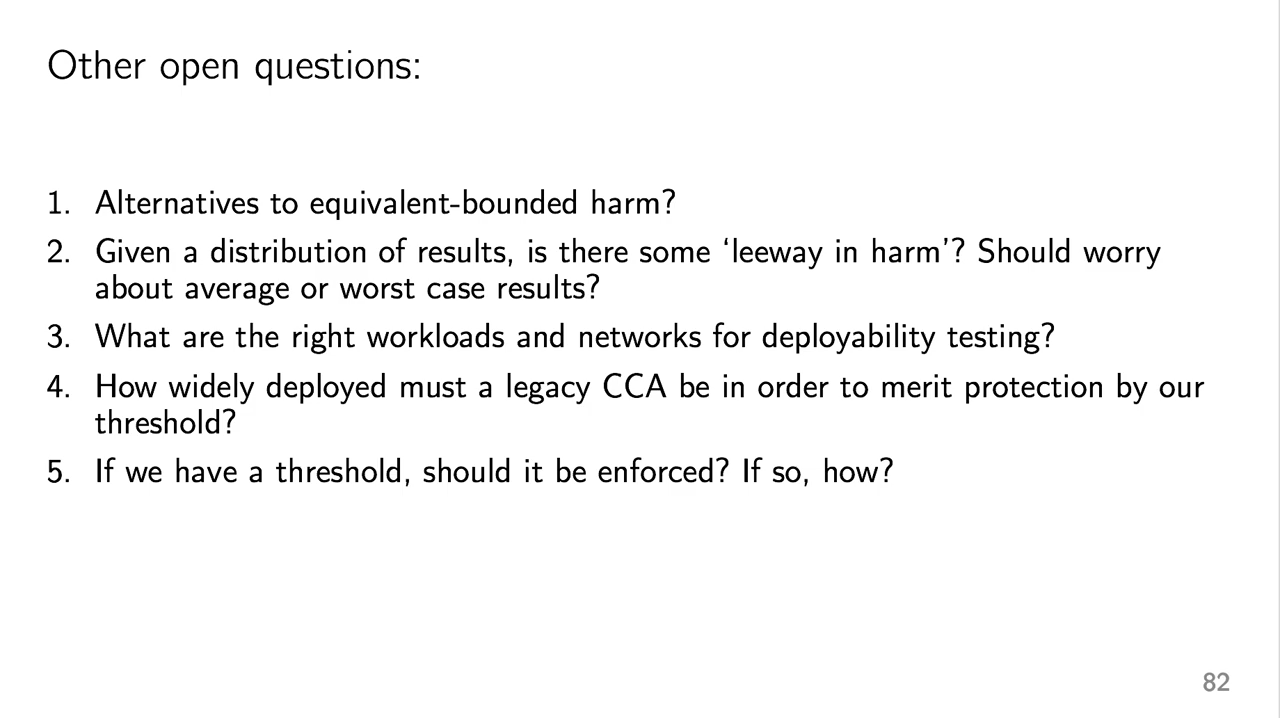 Other open questions:
1. Alternatives to equivalent-bounded harm?
2. Given a distribution of results, is there some ‘leeway in harm’? Should worry
about average or worst case results?
3. What are the right workloads and networks for deployability testing?
4. How widely deployed must a legacy CCA be in order to merit protection by our
threshold?
5. If we have a threshold, should it be enforced? If so, how?
82